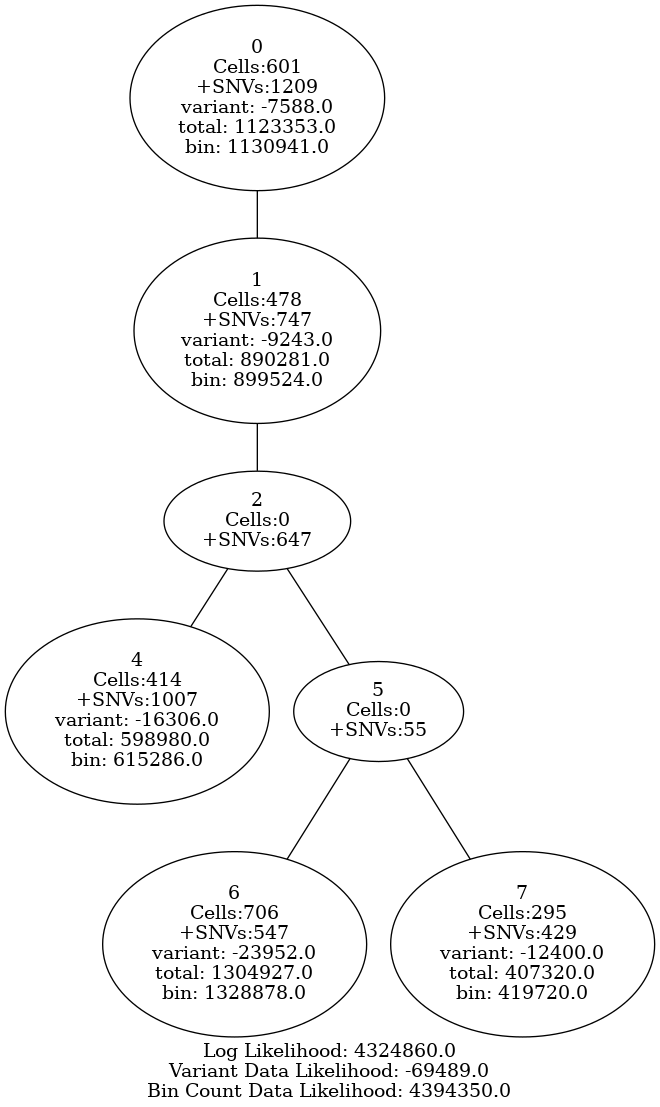 0
Cells:601
+SNVs:1209
variant: -7588.0
total: 1123353.0
bin: 1130941.0
1
Cells:478
+SNVs:747
variant: -9243.0
total: 890281.0
bin: 899524.0
2
Cells:0
+SNVs:647
4
Cells:414
+SNVs:1007
variant: -16306.0
total: 598980.0
bin: 615286.0
5
Cells:0
+SNVs:55
6
Cells:706
+SNVs:547
variant: -23952.0
total: 1304927.0
bin: 1328878.0
7
Cells:295
+SNVs:429
variant: -12400.0
total: 407320.0
bin: 419720.0
Log Likelihood: 4324860.0
Variant Data Likelihood: -69489.0
Bin Count Data Likelihood: 4394350.0